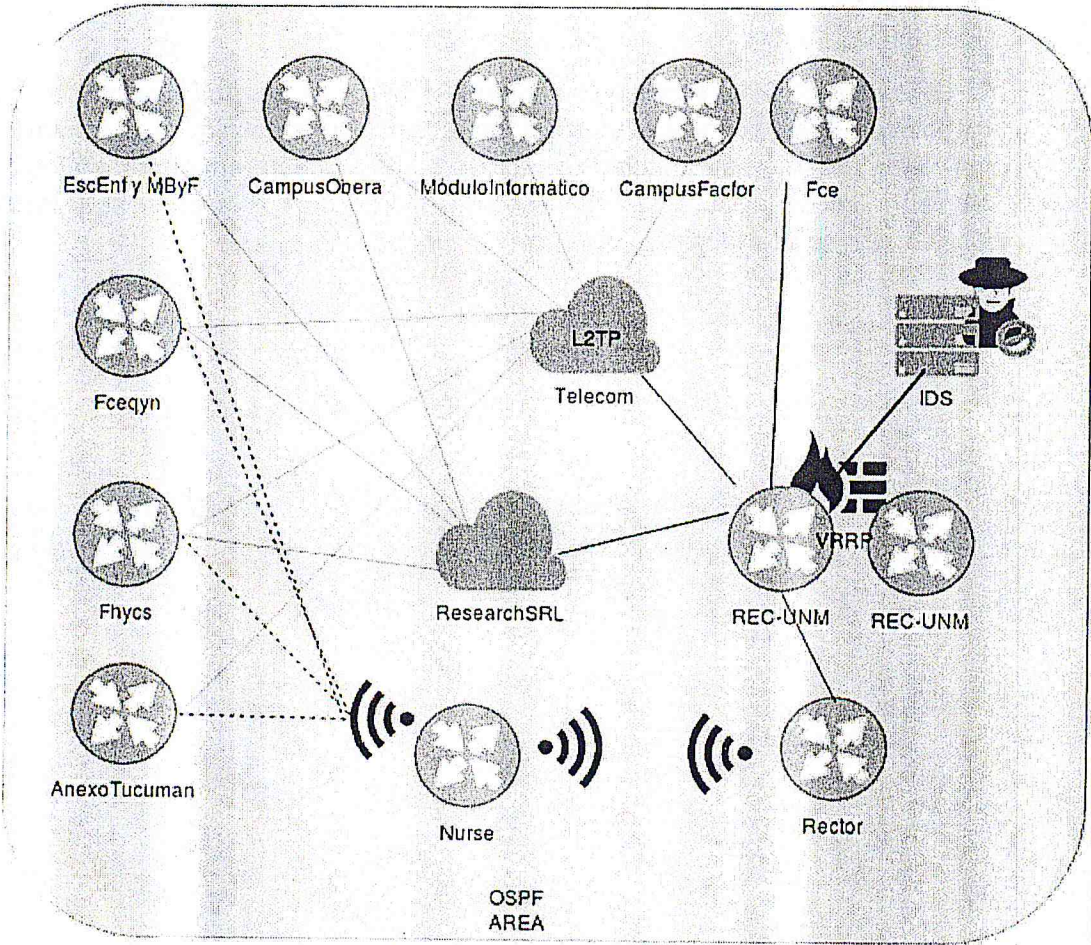 EscEnf y MByF
CampusObera
MóduloInformático
CampusFacfor
Fce
Fceqyn
L2TP
Telecom
IDS
Fhycs
ResearchSRL
VRRP
REC-UNM
REC-UNM
AnexoTucuman
Nurse
Rector
OSPF
AREA